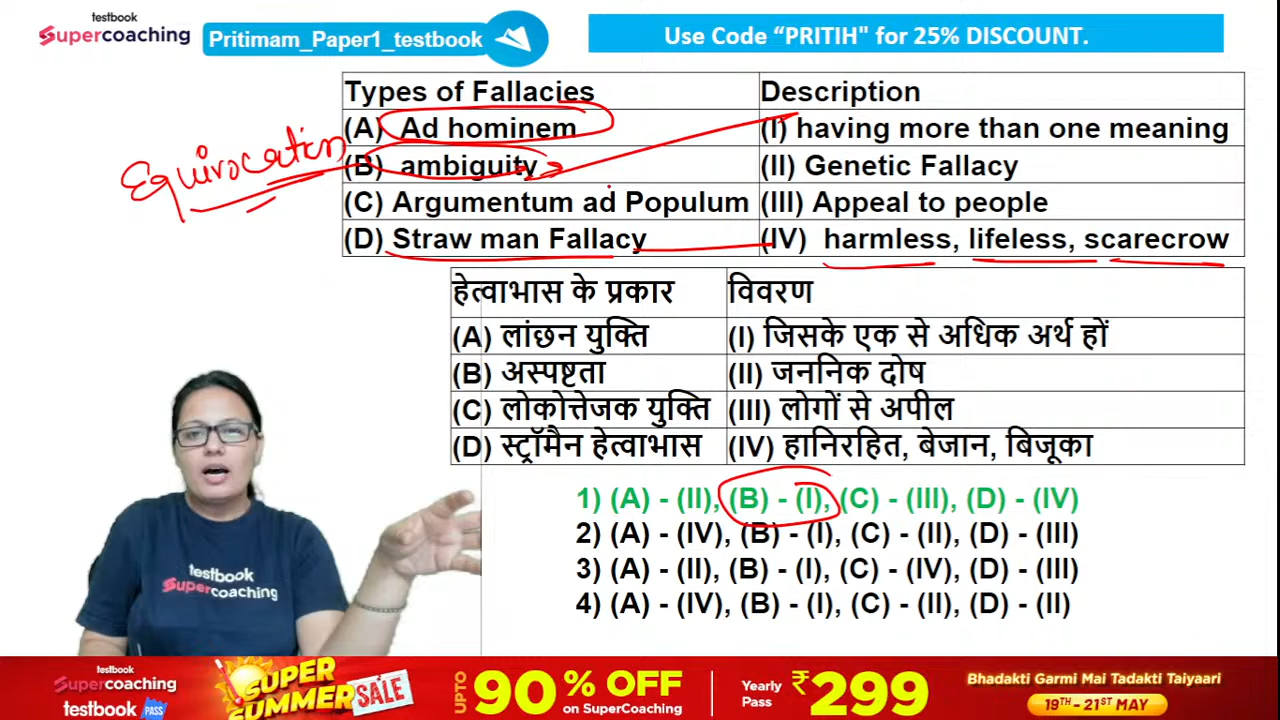 testbook
Supercoaching
Pritimam_Paper1_testbook
Use Code “PRITIH" for 25% DISCOUNT.
Types of Fallacies Description
(A) Ad hominem (I) having more than one meaning
(B) ambiguity (II) Genetic Fallacy
(C) Argumentum ad Populum (III) Appeal to people
(D) Straw man Fallacy (IV) harmless, lifeless, scarecrow
Equivocation
हेत्वाभास के प्रकार विवरण
(A) लांछन युक्ति (I) जिसके एक से अधिक अर्थ हों
(B) अस्पष्टता (II) जननिक दोष
(C) लोकोत्तेजक युक्ति (III) लोगों से अपील
(D) स्ट्रॉमैन हेत्वाभास (IV) हानिरहित, बेजान, बिजूका
1) (A) - (II), (B) - (I), (C) - (III), (D) - (IV)
2) (A) - (IV), (B) - (I), (C) - (II), (D) - (III)
3) (A) - (II), (B) - (I), (C) - (IV), (D) - (III)
4) (A) - (IV), (B) - (I), (C) - (II), (D) - (II)
testbook
Supercoaching
testbook
Supercoaching
testbook PASS
SUPER
SUMMER SALE
UPTO 90% OFF
on SuperCoaching
Yearly Pass ₹299
Bhadakti Garmi Mai Tadakti Taiyaari
19TH - 21ST MAY